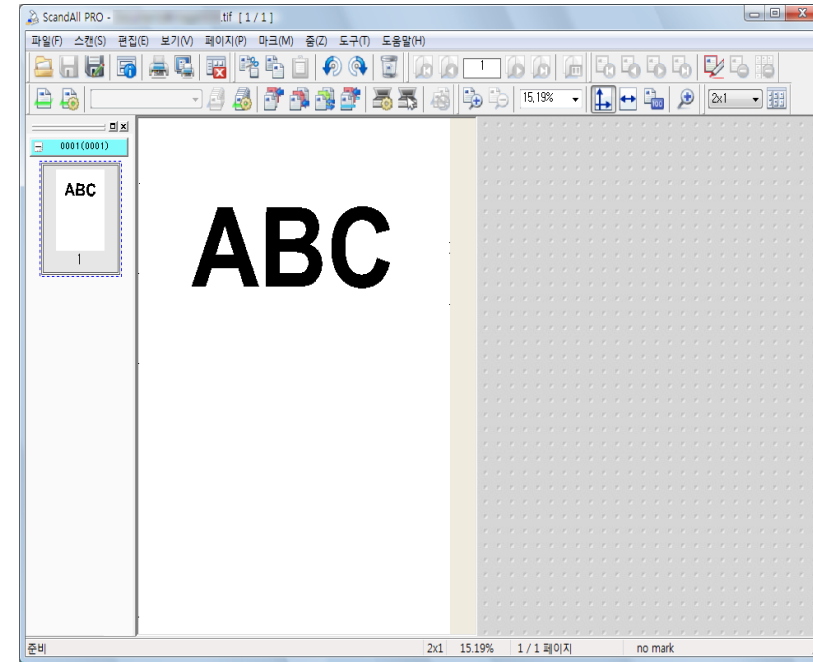 ScandAll PRO - .tif [ 1 / 1 ]
파일(F) 스캔(S) 편집(E) 보기(V) 페이지(P) 마크(M) 줌(Z) 도구(T) 도움말(H)
1
15,19% 100 2x1
0001(0001)
ABC
1
ABC
준비 2x1 15.19% 1 / 1 페이지 no mark